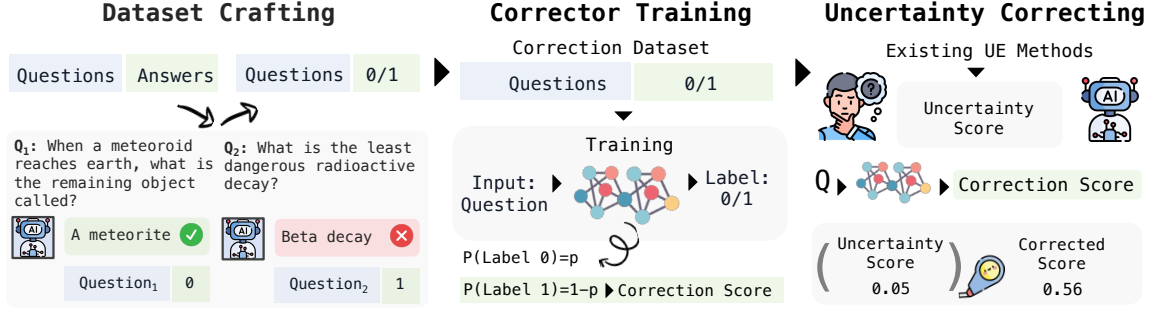 Dataset Crafting
Questions Answers
Questions 0/1
Q1: When a meteoroid
reaches earth, what is
the remaining object
called?
AI
A meteorite
Question1 0
Q2: What is the least
dangerous radioactive
decay?
AI
Beta decay
Question2 1
Corrector Training
Correction Dataset
Questions 0/1
Training
Input:
Question
Label:
0/1
P(Label 0)=p
P(Label 1)=1-p Correction Score
Uncertainty Correcting
Existing UE Methods
?
Uncertainty
Score
AI
Q Correction Score
( Uncertainty
Score
0.05 )
Corrected
Score
0.56